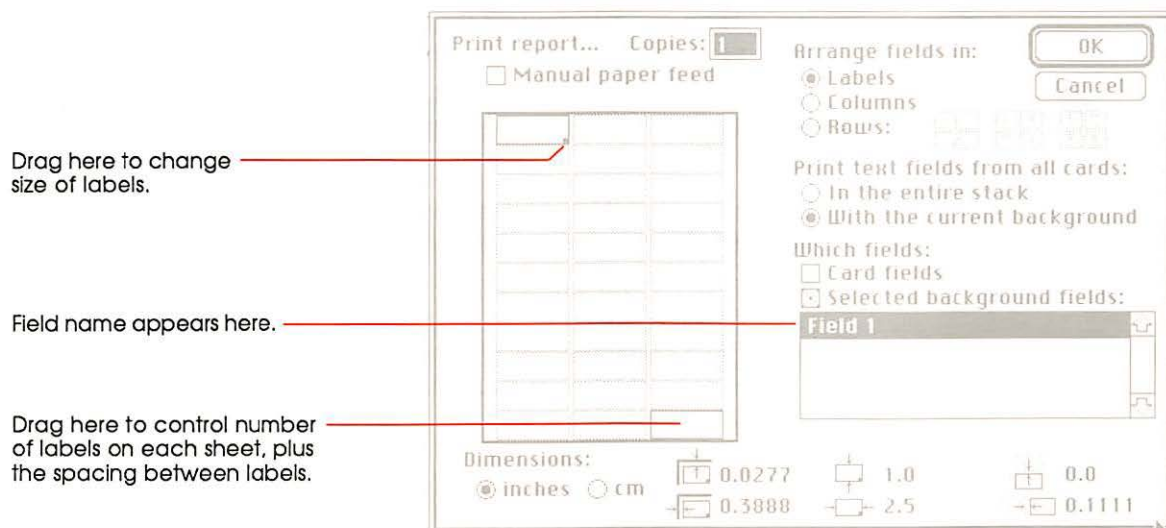 Print report... Copies: 1
Manual paper feed
Arrange fields in:
Labels
Columns
Rows:
OK
Cancel
Print text fields from all cards:
In the entire stack
With the current background
Which fields:
Card fields
Selected background fields:
Field 1
Drag here to change
size of labels.
Field name appears here.
Drag here to control number
of labels on each sheet, plus
the spacing between labels.
Dimensions:
inches cm
0.0277 1.0 0.0
0.3888 2.5 0.1111